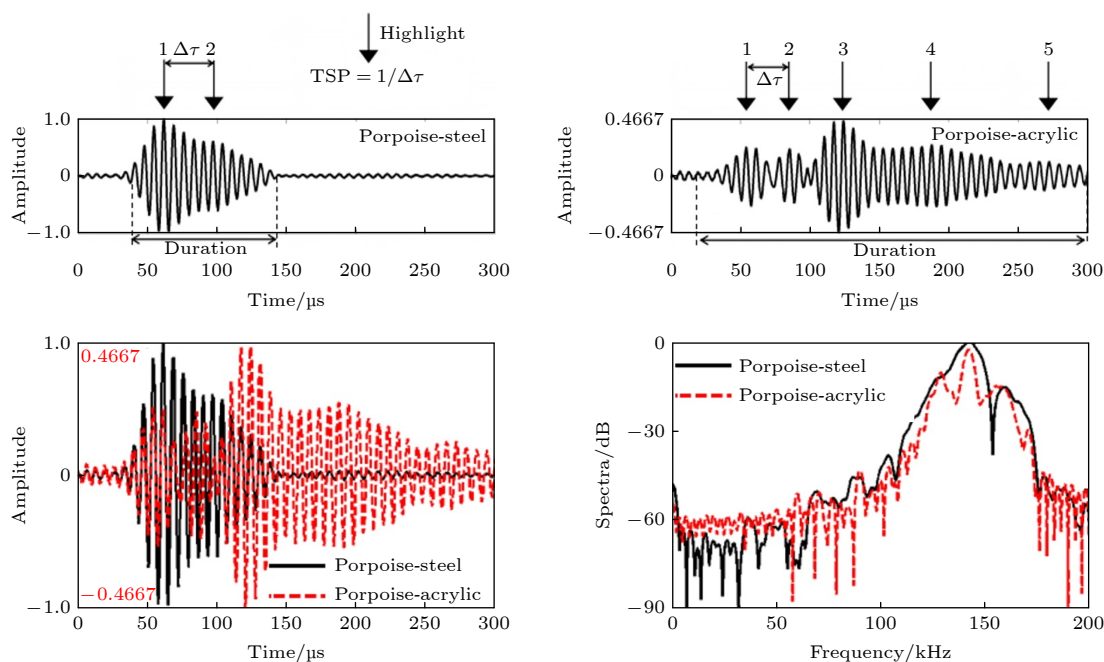 1 Δτ 2
Highlight
TSP = 1/Δτ
1.0
0
−1.0
Amplitude
Porpoise-steel
Duration
0 50 100 150 200 250 300
Time/µs
1 2 3 4 5
Δτ
0.4667
0
−0.4667
Amplitude
Porpoise-acrylic
Duration
0 50 100 150 200 250 300
Time/µs
1.0
0
−1.0
Amplitude
0.4667
−0.4667
Porpoise-steel
Porpoise-acrylic
0 50 100 150 200 250 300
Time/µs
0
−30
−60
−90
Spectra/dB
Porpoise-steel
Porpoise-acrylic
0 50 100 150 200
Frequency/kHz